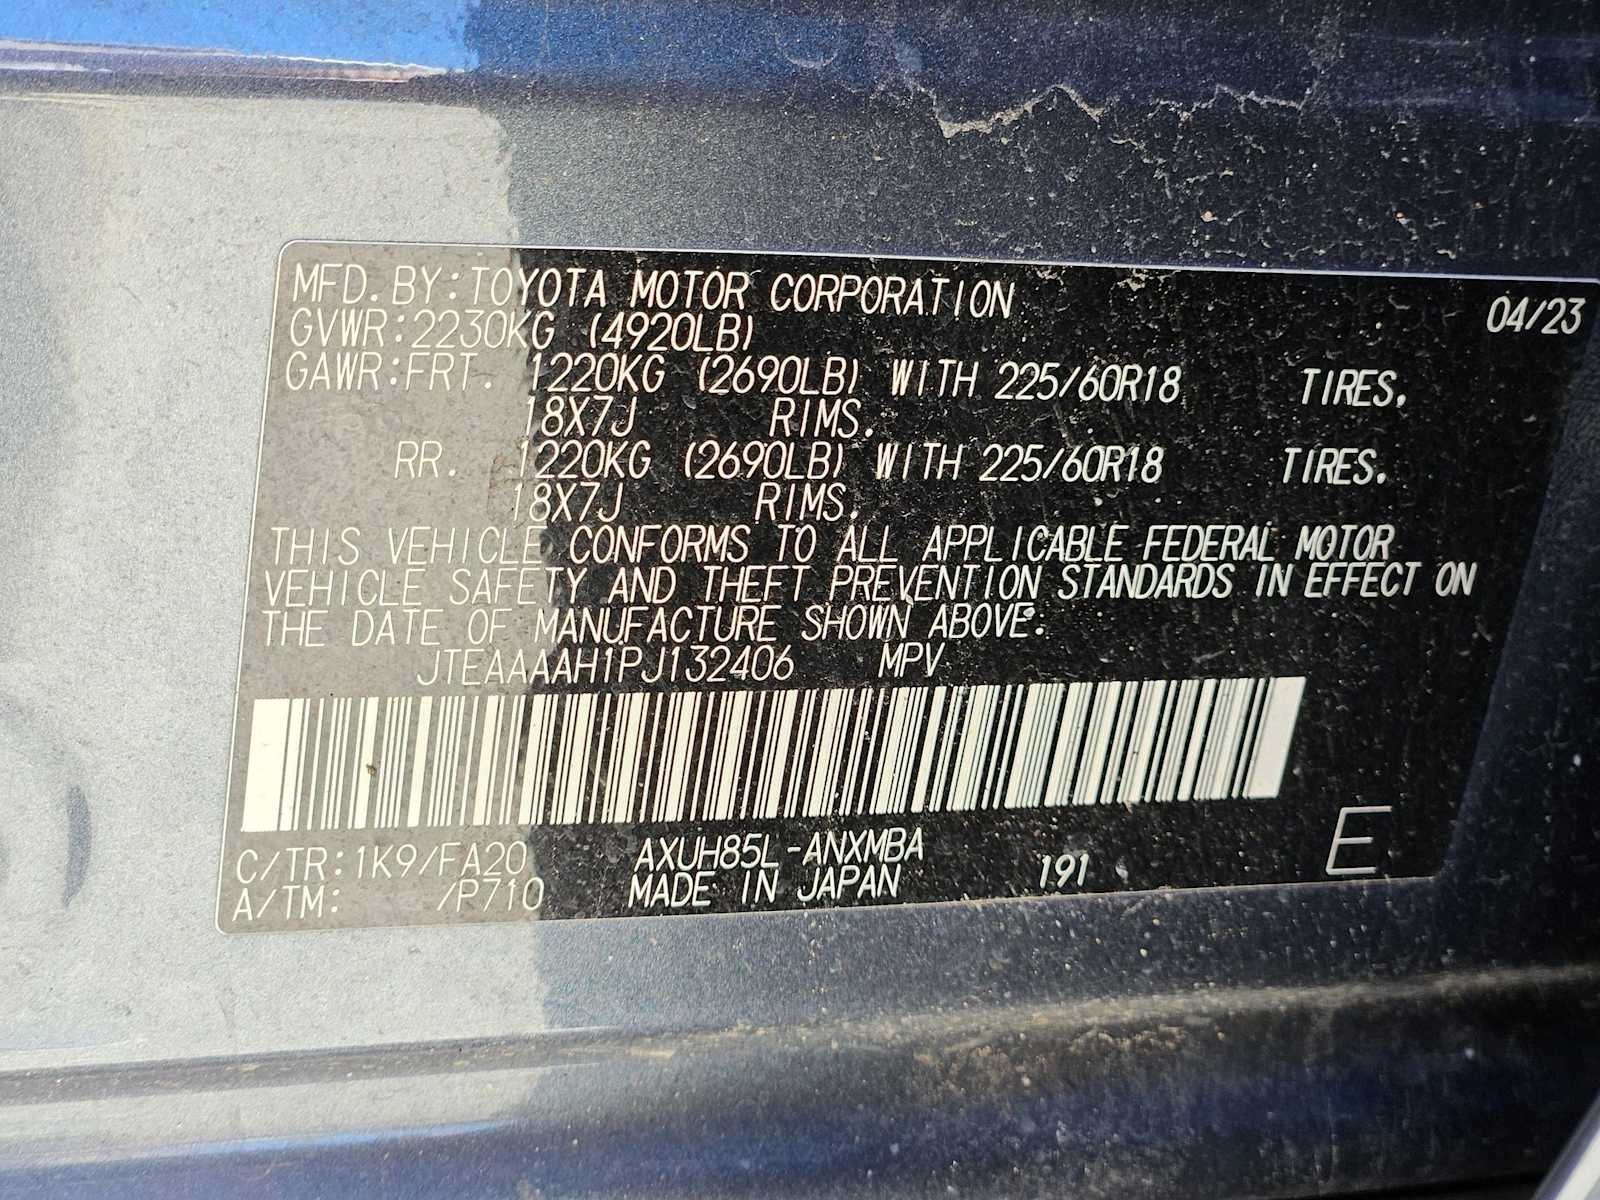 MFD. BY: TOYOTA MOTOR CORPORATION 04/23
GVWR: 2230KG (4920LB)
GAWR: FRT. 1220KG (2690LB) WITH 225/60R18 TIRES.
18X7J RIMS.
RR. 1220KG (2690LB) WITH 225/60R18 TIRES.
18X7J RIMS.
THIS VEHICLE CONFORMS TO ALL APPLICABLE FEDERAL MOTOR
VEHICLE SAFETY AND THEFT PREVENTION STANDARDS IN EFFECT ON
THE DATE OF MANUFACTURE SHOWN ABOVE.
JTEAAAAH1PJ132406 MPV
C/TR: 1K9/FA20 AXUH85L-ANXMBA 191 E
A/TM: /P710 MADE IN JAPAN